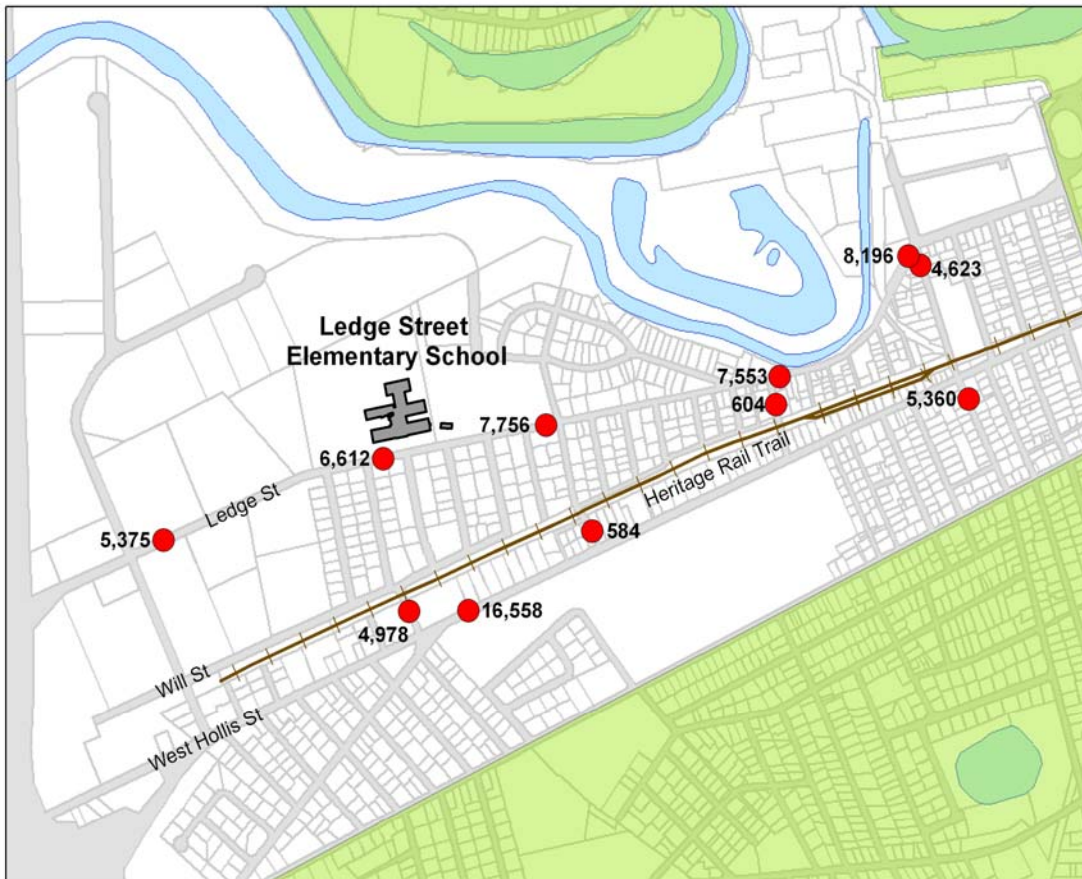 8,196
4,623
Ledge Street
Elementary School
7,553
604
5,360
7,756
6,612
Heritage Rail Trail
Ledge St
584
5,375
16,558
4,978
Will St
West Hollis St